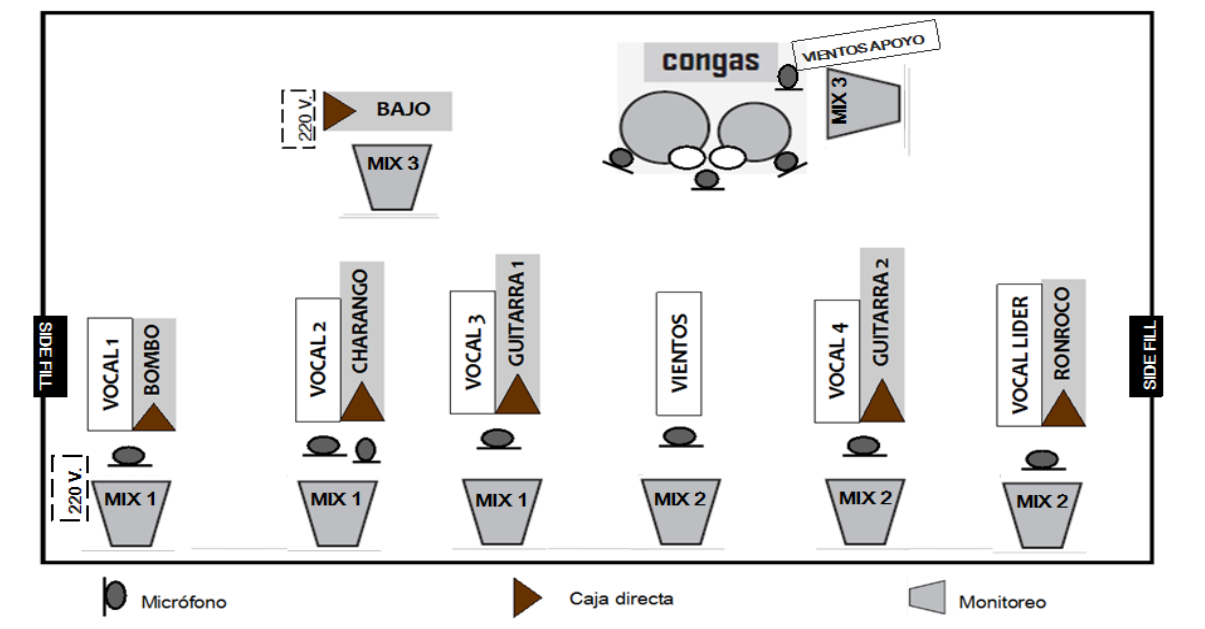 VIENTOS APOYO
congas
MIX 3
220 V.
BAJO
MIX 3
SIDE FILL
VOCAL 1
BOMBO
VOCAL 2
CHARANGO
VOCAL 3
GUITARRA 1
VIENTOS
VOCAL 4
GUITARRA 2
VOCAL LIDER
RONROCO
SIDE FILL
220 V.
MIX 1
MIX 1
MIX 1
MIX 2
MIX 2
MIX 2
Micrófono
Caja directa
Monitoreo